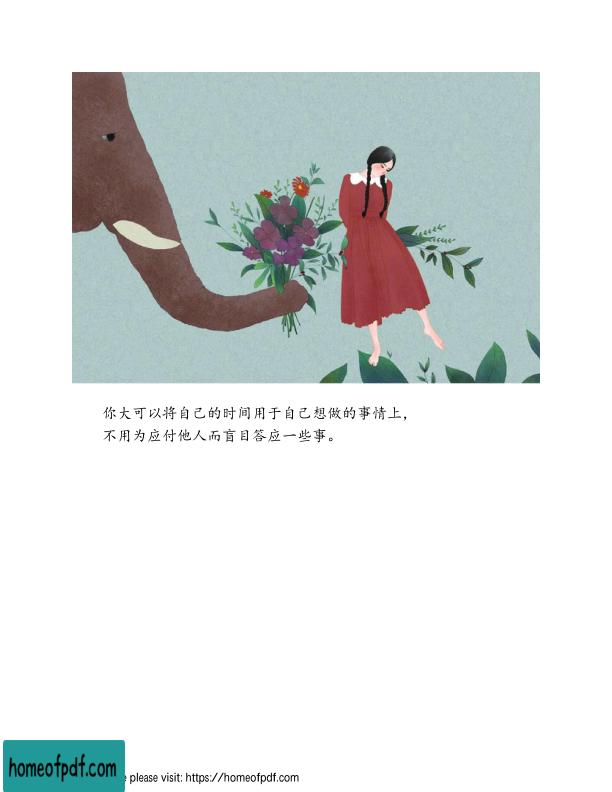 你大可以将自己的时间用于自己想做的事情上，
不用为应付他人而盲目答应一些事。
homeofpdf.com
e please visit: https://homeofpdf.com